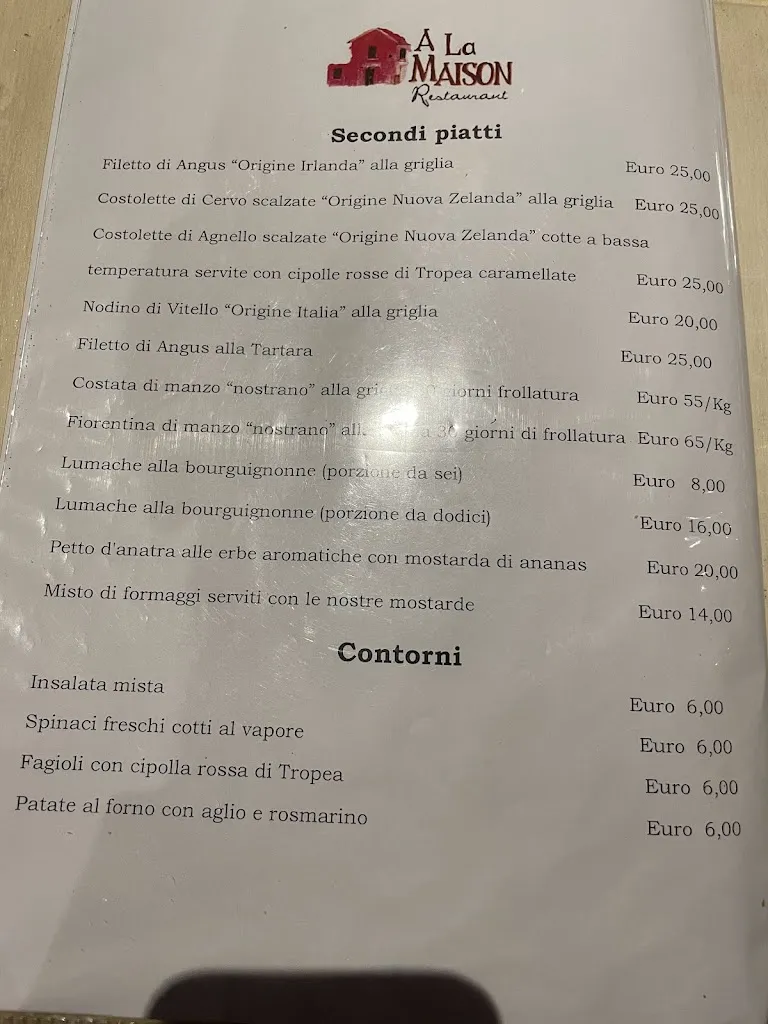 À La
MAISON
Restaurant
Secondi piatti
Filetto di Angus “Origine Irlanda” alla griglia Euro 25,00
Costolette di Cervo scalzate “Origine Nuova Zelanda” alla griglia Euro 25,00
Costolette di Agnello scalzate “Origine Nuova Zelanda” cotte a bassa
temperatura servite con cipolle rosse di Tropea caramellate Euro 25,00
Nodino di Vitello “Origine Italia” alla griglia Euro 20,00
Filetto di Angus alla Tartara Euro 25,00
Costata di manzo “nostrano” alla giorni frollatura Euro 55/Kg
Fiorentina di manzo “nostrano” giorni di frollatura Euro 65/Kg
Lumache alla bourguignonne (porzione da sei) Euro 8,00
Lumache alla bourguignonne (porzione da dodici) Euro 16,00
Petto d'anatra alle erbe aromatiche con mostarda di ananas Euro 20,00
Misto di formaggi serviti con le nostre mostarde Euro 14,00
Contorni
Insalata mista Euro 6,00
Spinaci freschi cotti al vapore Euro 6,00
Fagioli con cipolla rossa di Tropea Euro 6,00
Patate al forno con aglio e rosmarino Euro 6,00